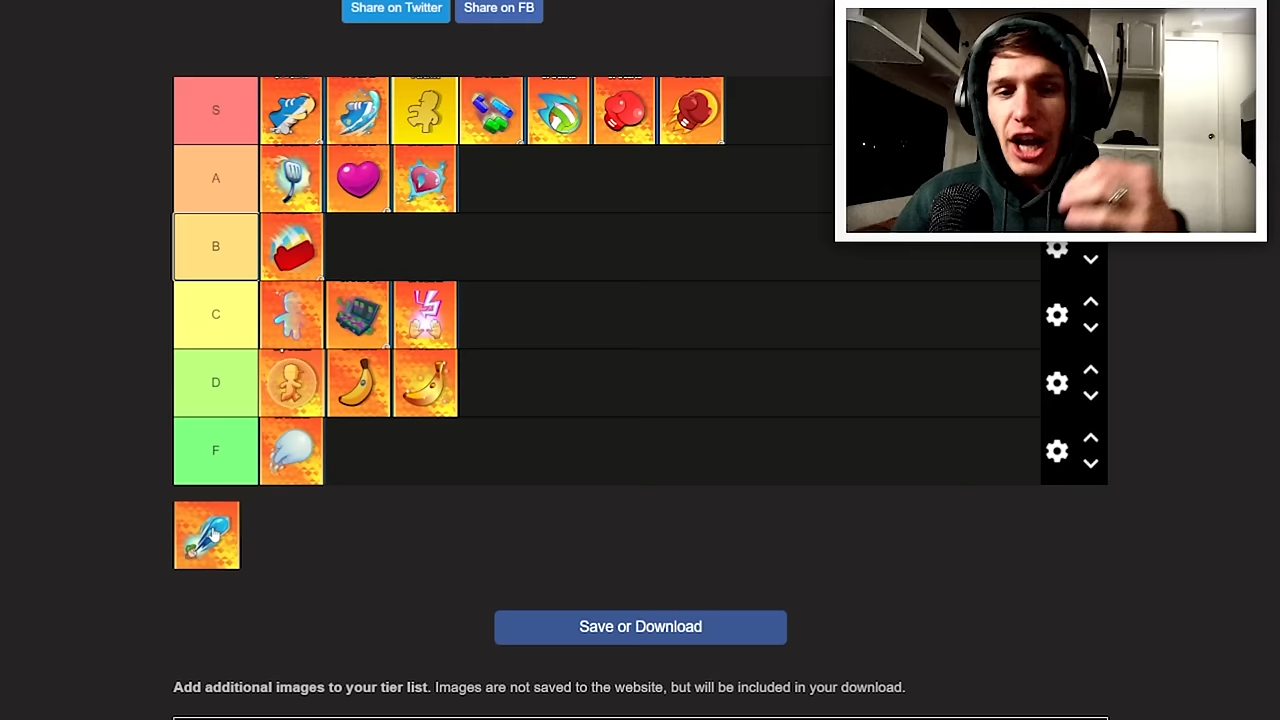 Share on Twitter Share on FB
S
A
B
C
D
F
Save or Download
Add additional images to your tier list. Images are not saved to the website, but will be included in your download.